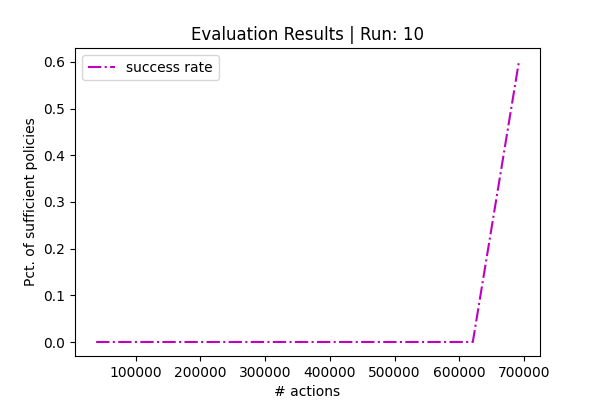 Evaluation Results | Run: 10
success rate
Pct. of sufficient policies
0.6
0.5
0.4
0.3
0.2
0.1
0.0
100000 200000 300000 400000 500000 600000 700000
# actions